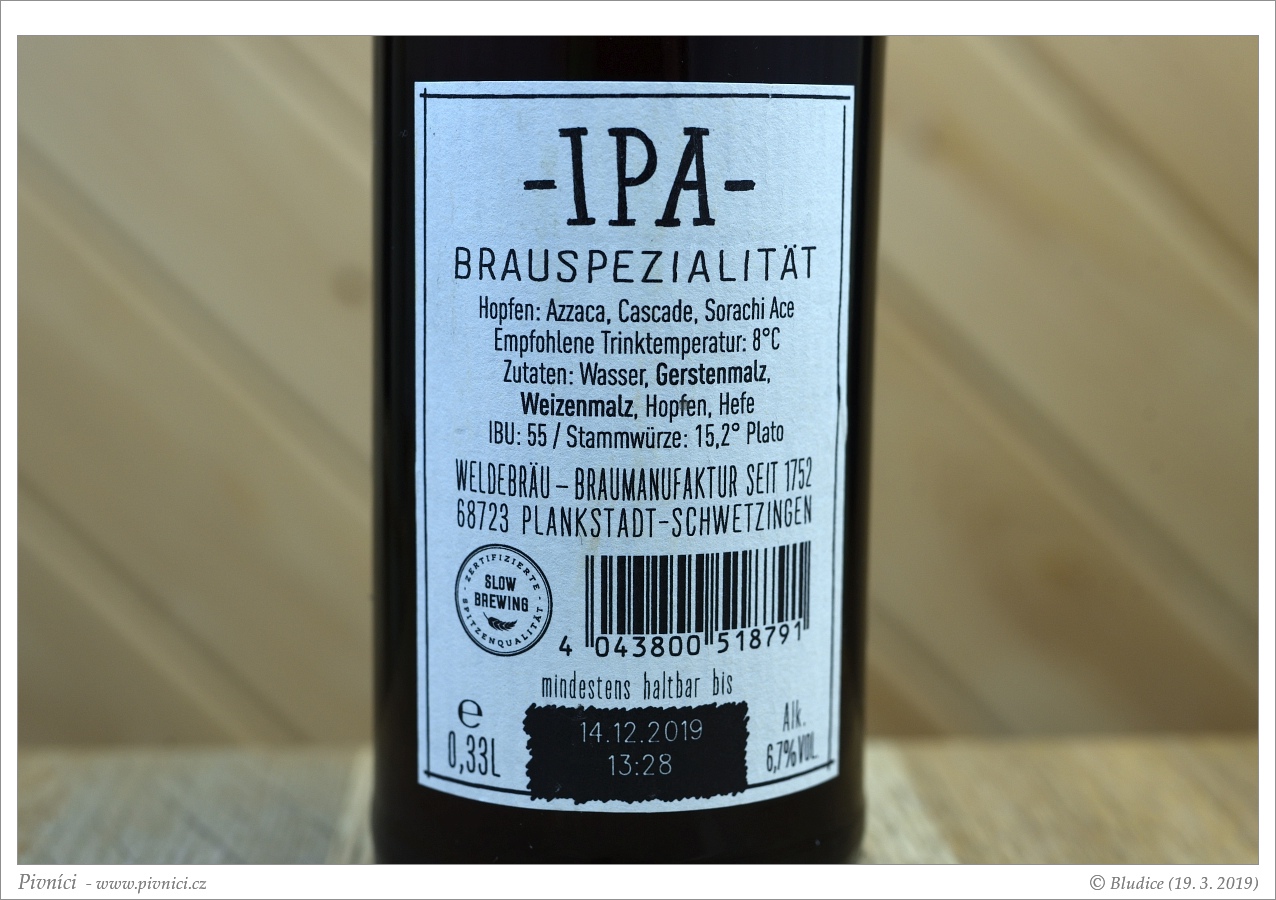 -IPA-
BRAUSPEZIALITÄT
Hopfen: Azzaca, Cascade, Sorachi Ace
Empfohlene Trinktemperatur: 8°C
Zutaten: Wasser, Gerstenmalz,
Weizenmalz, Hopfen, Hefe
IBU: 55 / Stammwürze: 15,2° Plato
WELDEBRÄU – BRAUMANUFAKTUR SEIT 1752
68723 PLANKSTADT-SCHWETZINGEN
· ZERTIFIZIERTE ·
SLOW
BREWING
SPITZENQUALITÄT
4 043800 518791
mindestens haltbar bis
14.12.2019
13:28
e
0,33L
Alk.
6,7%VOL.
Pivníci - www.pivnici.cz
© Bludice (19. 3. 2019)